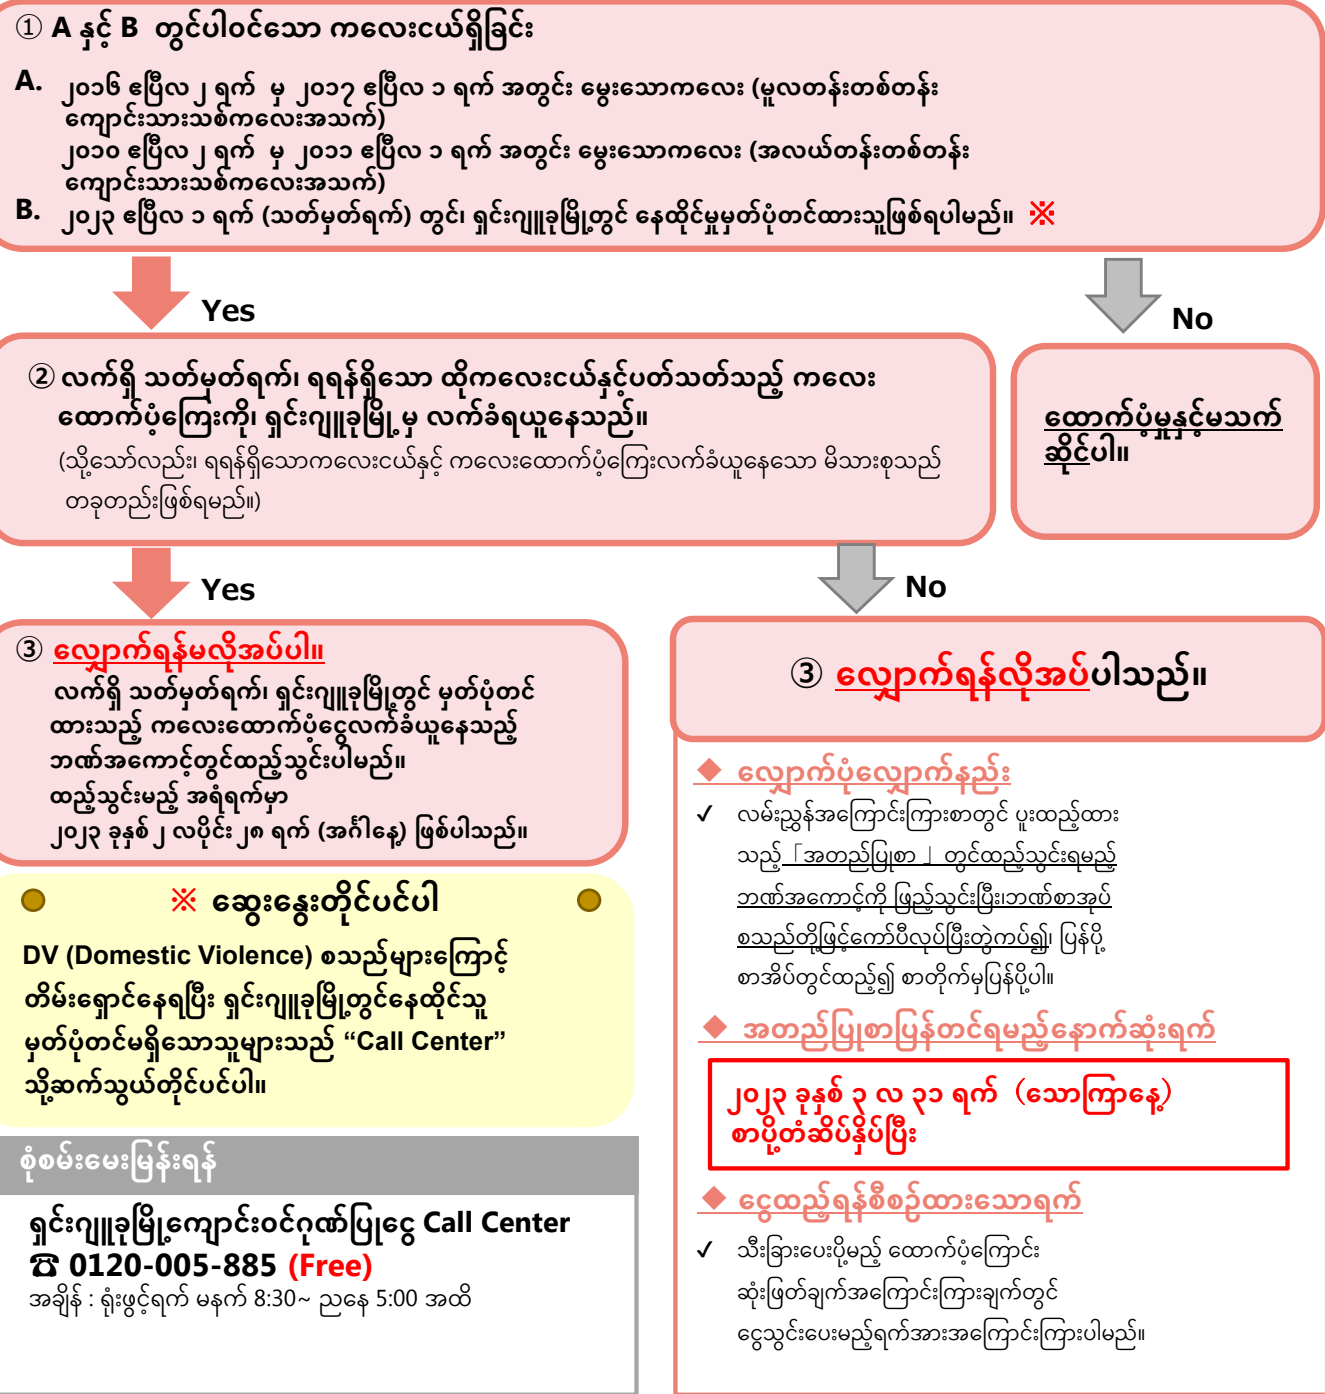 ① A နှင့် B တွင်ပါဝင်သော ကလေးငယ်ရှိခြင်း
A. ၂၀၁၆ ဧပြီလ ၂ ရက် မှ ၂၀၁၇ ဧပြီလ ၁ ရက် အတွင်း မွေးသောကလေး (မူလတန်းတစ်တန်း
ကျောင်းသားသစ်ကလေးအသက်)
၂၀၁၀ ဧပြီလ ၂ ရက် မှ ၂၀၁၁ ဧပြီလ ၁ ရက် အတွင်း မွေးသောကလေး (အလယ်တန်းတစ်တန်း
ကျောင်းသားသစ်ကလေးအသက်)
B. ၂၀၂၃ ဧပြီလ ၁ ရက် (သတ်မှတ်ရက်) တွင်၊ ရှင်းဂျူခုမြို့တွင် နေထိုင်မှုမှတ်ပုံတင်ထားသူဖြစ်ရပါမည်။ ※
Yes
No
② လက်ရှိ သတ်မှတ်ရက်၊ ရရန်ရှိသော ထိုကလေးငယ်နှင့်ပတ်သတ်သည့် ကလေး
ထောက်ပံ့ကြေးကို၊ ရှင်းဂျူခုမြို့မှ လက်ခံရယူနေသည်။
(သို့သော်လည်း၊ ရရန်ရှိသောကလေးငယ်နှင့် ကလေးထောက်ပံ့ကြေးလက်ခံယူနေသော မိသားစုသည်
တခုတည်းဖြစ်ရမည်။)
ထောက်ပံ့မှုနှင့်မသက်
ဆိုင်ပါ။
Yes
No
③ လျှောက်ရန်မလိုအပ်ပါ။
လက်ရှိ သတ်မှတ်ရက်၊ ရှင်းဂျူခုမြို့တွင် မှတ်ပုံတင်
ထားသည့် ကလေးထောက်ပံ့ငွေလက်ခံယူနေသည့်
ဘဏ်အကောင့်တွင်ထည့်သွင်းပါမည်။
ထည့်သွင်းမည့် အရံရက်မှာ
၂၀၂၃ ခုနှစ် ၂ လပိုင်း ၂၈ ရက် (အင်္ဂါနေ့) ဖြစ်ပါသည်။
※ ဆွေးနွေးတိုင်ပင်ပါ
DV (Domestic Violence) စသည်များကြောင့်
တိမ်းရှောင်နေရပြီး ရှင်းဂျူခုမြို့တွင်နေထိုင်သူ
မှတ်ပုံတင်မရှိသောသူများသည် “Call Center”
သို့ဆက်သွယ်တိုင်ပင်ပါ။
စုံစမ်းမေးမြန်းရန်
ရှင်းဂျူခုမြို့ကျောင်းဝင်ဂုဏ်ပြုငွေ Call Center
☎ 0120-005-885 (Free)
အချိန် : ရုံးဖွင့်ရက် မနက် 8:30~ ညနေ 5:00 အထိ
③ လျှောက်ရန်လိုအပ်ပါသည်။
◆ လျှောက်ပုံလျှောက်နည်း
✓ လမ်းညွှန်အကြောင်းကြားစာတွင် ပူးထည့်ထား
သည့်「အတည်ပြုစာ 」တွင်ထည့်သွင်းရမည့်
ဘဏ်အကောင့်ကို ဖြည့်သွင်းပြီး၊ဘဏ်စာအုပ်
စသည်တို့ဖြင့်ကော်ပီလုပ်ပြီးတွဲကပ်၍၊ ပြန်ပို့
စာအိပ်တွင်ထည့်၍ စာတိုက်မှပြန်ပို့ပါ။
◆ အတည်ပြုစာပြန်တင်ရမည့်နောက်ဆုံးရက်
၂၀၂၃ ခုနှစ် ၃ လ ၃၁ ရက်（သောကြာနေ့）
စာပို့တံဆိပ်နှိပ်ပြီး
◆ ငွေထည့်ရန်စီစဉ်ထားသောရက်
✓ သီးခြားပေးပို့မည့် ထောက်ပံ့ကြောင်း
ဆုံးဖြတ်ချက်အကြောင်းကြားချက်တွင်
ငွေသွင်းပေးမည့်ရက်အားအကြောင်းကြားပါမည်။